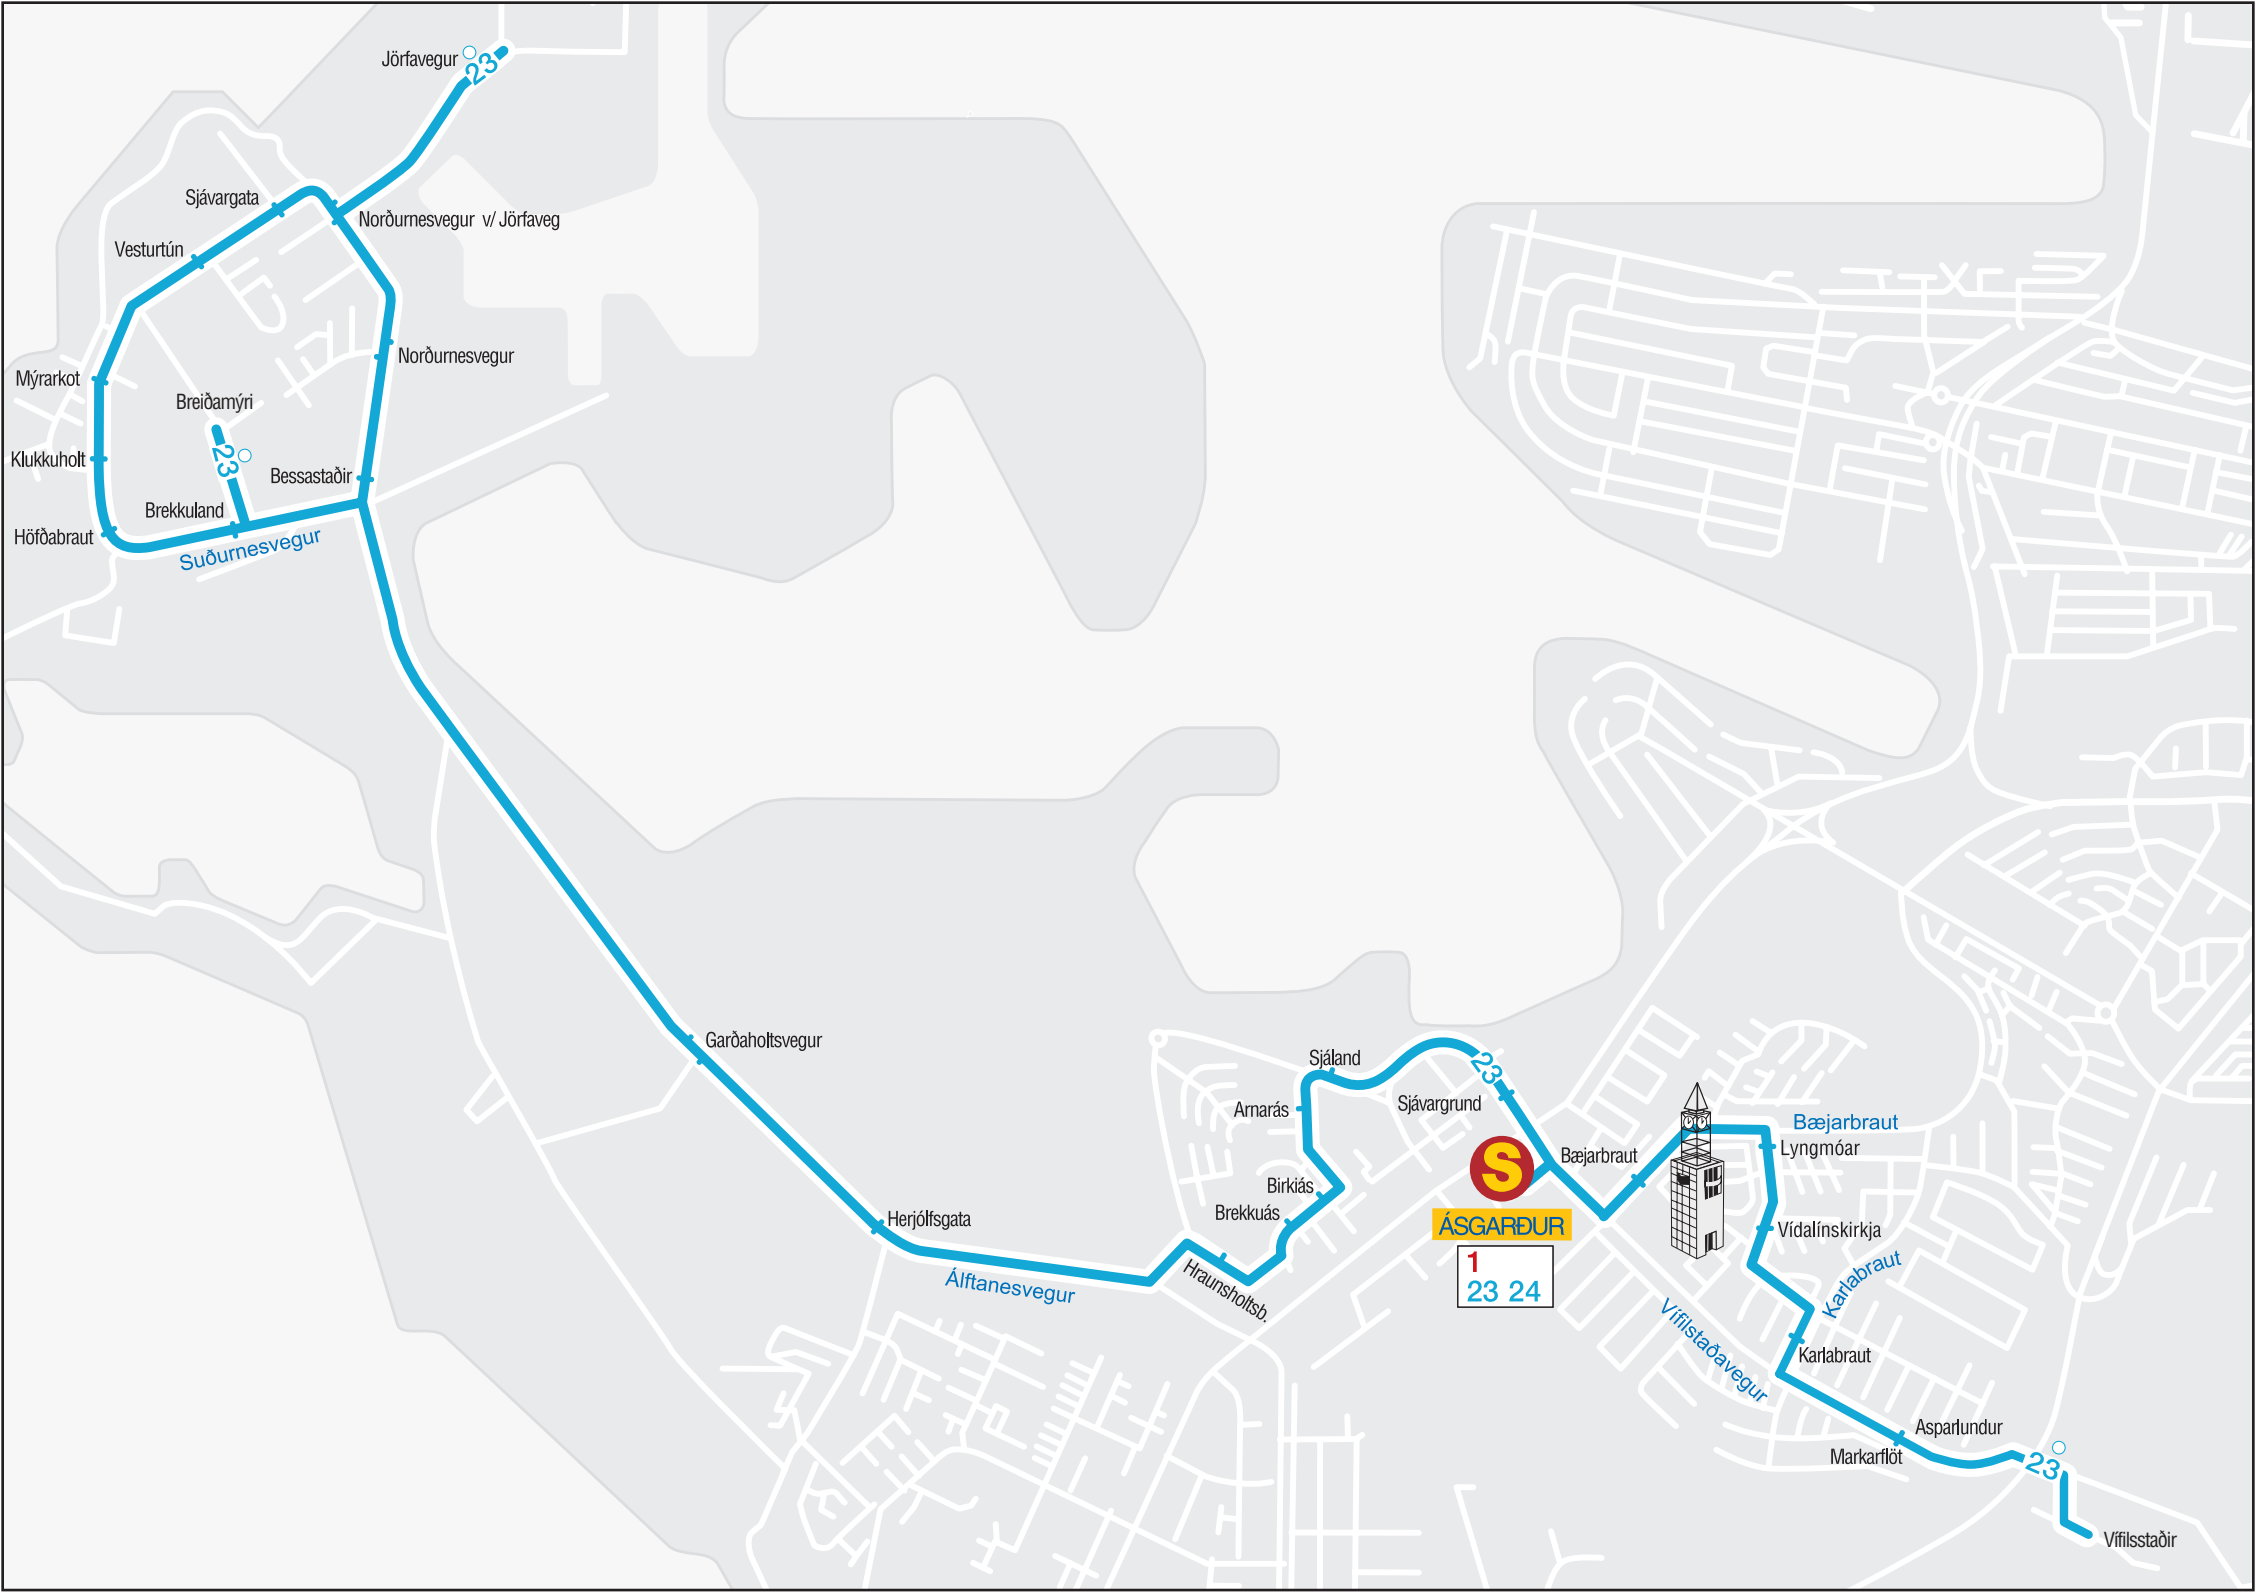 Jörfavegur
23
Sjávargata
Norðurnesvegur v/ Jörfaveg
Vesturtún
Norðurnesvegur
Mýrarkot
Breiðamýri
Klukkuholt
23
Bessastaðir
Brekkuland
Höfðabraut
Suðurnesvegur
Garðaholtsvegur
Sjáland
23
Sjávargrund
Arnarás
Bæjarbraut
Lyngmóar
Bæjarbraut
S
Birkiás
Brekkuás
Herjólfsgata
ÁSGARÐUR
Vídalínskirkja
1
23 24
Hraunsholtsb.
Álftanesvegur
Karlabraut
Vífilstaðavegur
Karlabraut
Asparlundur
Markarflöt
23
Vífilsstaðir